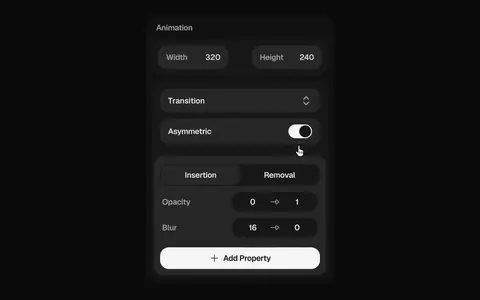 Animation
Width 320 Height 240
Transition
Asymmetric
Insertion Removal
Opacity 0 1
Blur 16 0
Add Property